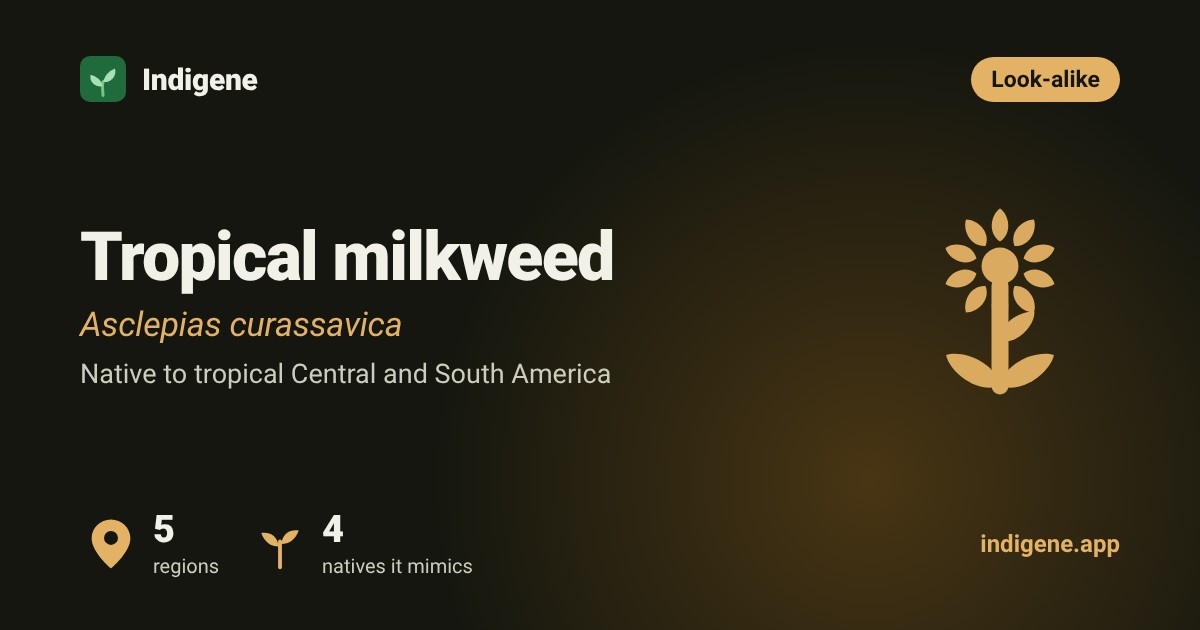 Indigene
Look-alike
Tropical milkweed
Asclepias curassavica
Native to tropical Central and South America
5
regions
4
natives it mimics
indigene.app